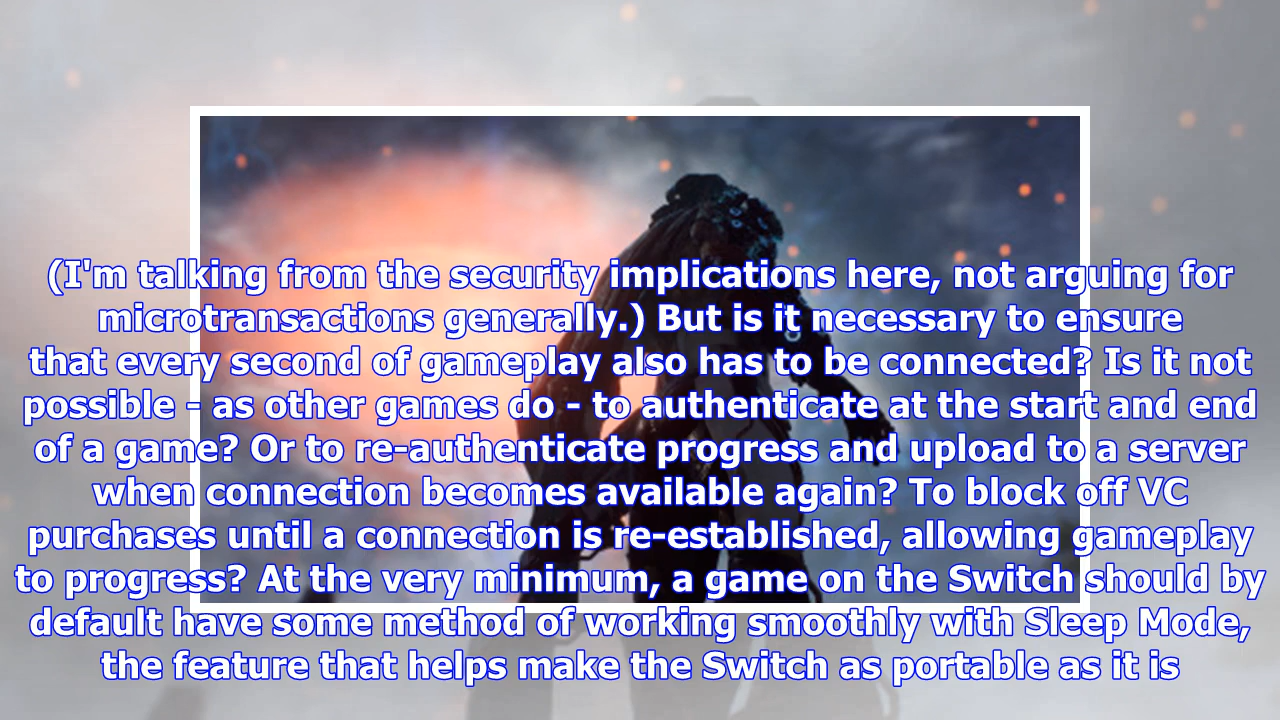 (I'm talking from the security implications here, not arguing for
microtransactions generally.) But is it necessary to ensure
that every second of gameplay also has to be connected? Is it not
possible - as other games do - to authenticate at the start and end
of a game? Or to re-authenticate progress and upload to a server
when connection becomes available again? To block off VC
purchases until a connection is re-established, allowing gameplay
to progress? At the very minimum, a game on the Switch should by
default have some method of working smoothly with Sleep Mode,
the feature that helps make the Switch as portable as it is